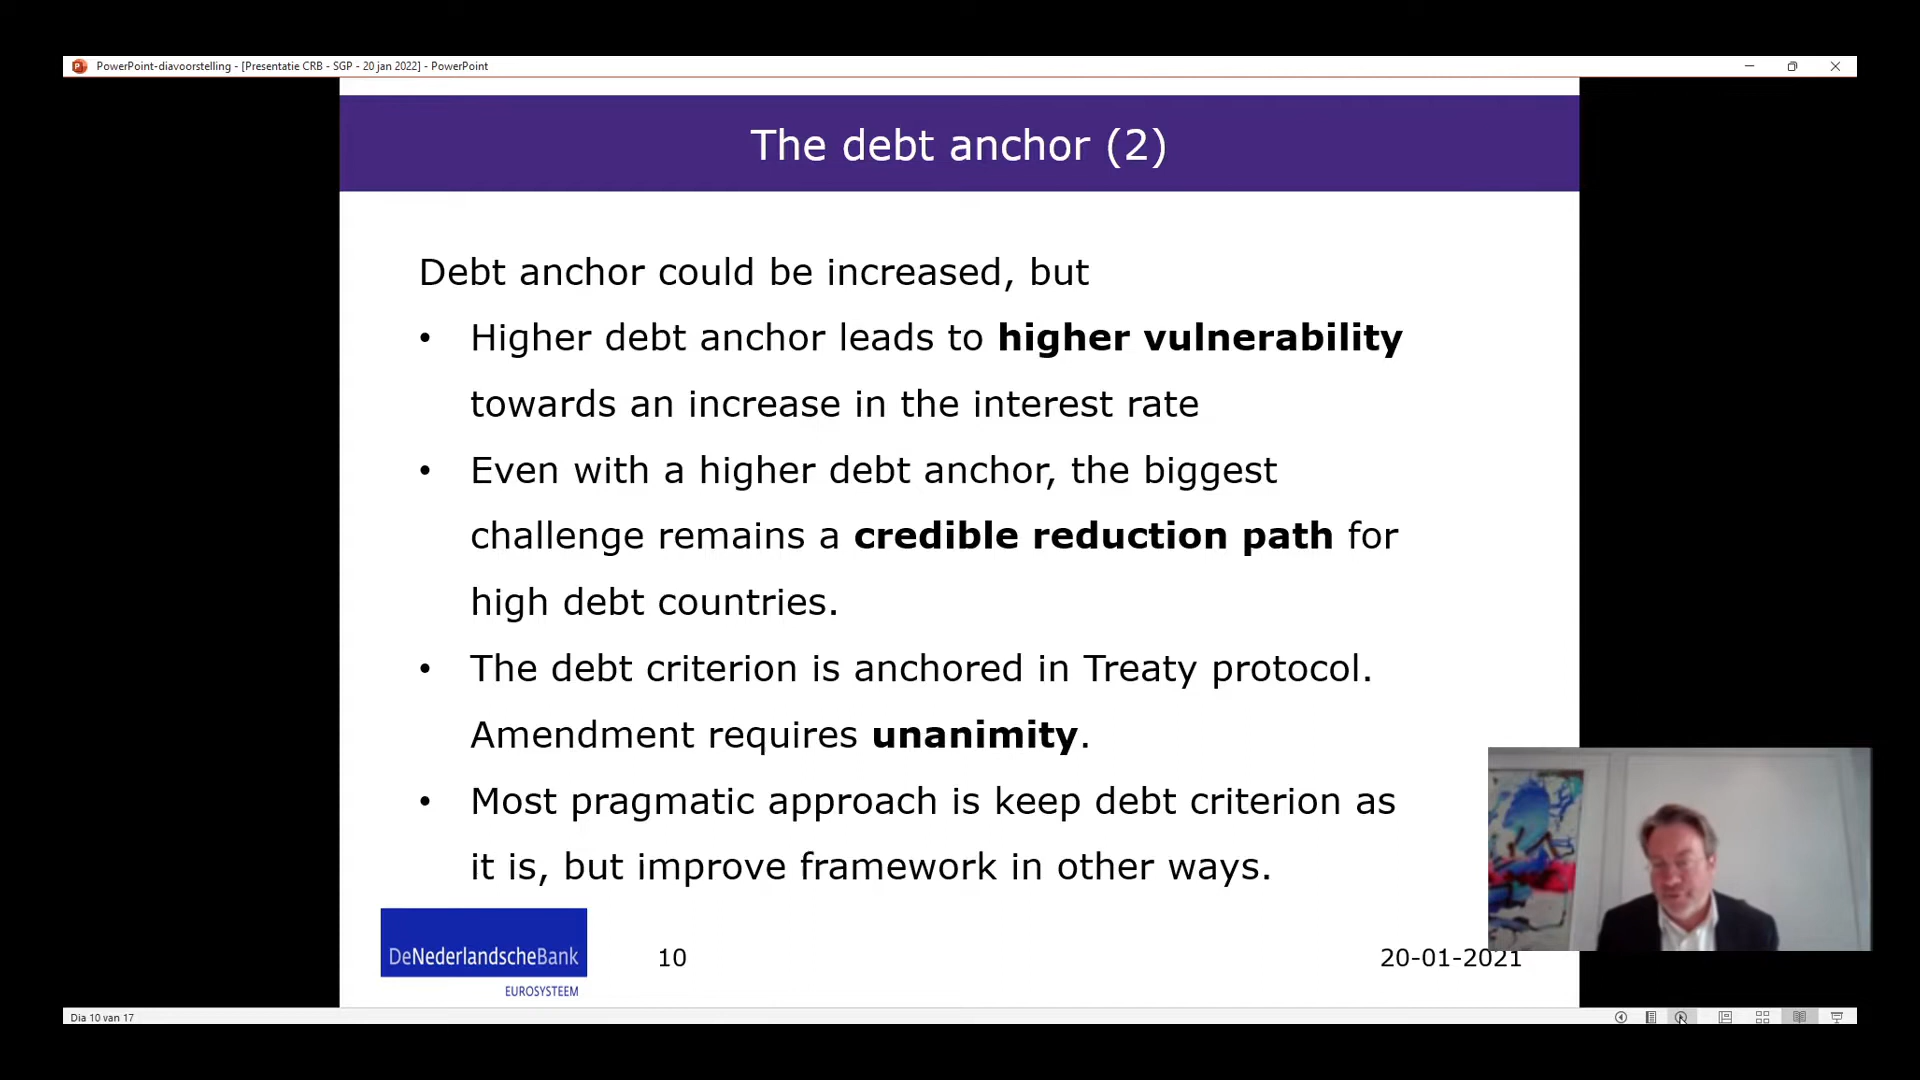 PowerPoint-diavoorstelling - [Presentatie CRB - SGP - 20 jan 2022] - PowerPoint
The debt anchor (2)
Debt anchor could be increased, but
• Higher debt anchor leads to higher vulnerability
towards an increase in the interest rate
• Even with a higher debt anchor, the biggest
challenge remains a credible reduction path for
high debt countries.
• The debt criterion is anchored in Treaty protocol.
Amendment requires unanimity.
• Most pragmatic approach is keep debt criterion as
it is, but improve framework in other ways.
DeNederlandscheBank
EUROSYSTEEM
10
20-01-2021
Dia 10 van 17